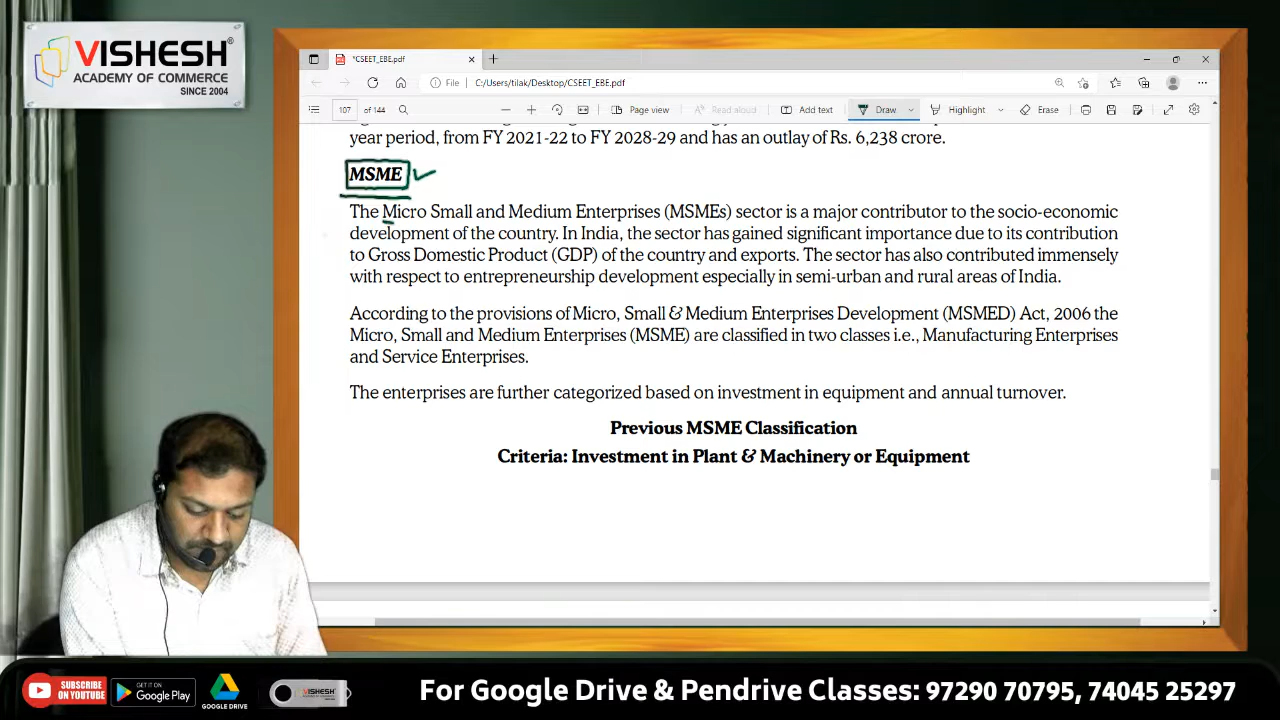 VISHESH®
ACADEMY OF COMMERCE
SINCE 2004
*CSEET_EBE.pdf
File C:/Users/tilak/Desktop/CSEET_EBE.pdf
107 of 144 Page view Read aloud Add text Draw Highlight Erase
year period, from FY 2021-22 to FY 2028-29 and has an outlay of Rs. 6,238 crore.
MSME
The Micro Small and Medium Enterprises (MSMEs) sector is a major contributor to the socio-economic
development of the country. In India, the sector has gained significant importance due to its contribution
to Gross Domestic Product (GDP) of the country and exports. The sector has also contributed immensely
with respect to entrepreneurship development especially in semi-urban and rural areas of India.
According to the provisions of Micro, Small & Medium Enterprises Development (MSMED) Act, 2006 the
Micro, Small and Medium Enterprises (MSME) are classified in two classes i.e., Manufacturing Enterprises
and Service Enterprises.
The enterprises are further categorized based on investment in equipment and annual turnover.
Previous MSME Classification
Criteria: Investment in Plant & Machinery or Equipment
SUBSCRIBE
ON YOUTUBE
GET IT ON
Google Play
GOOGLE DRIVE
VISHESH
For Google Drive & Pendrive Classes: 97290 70795, 74045 25297